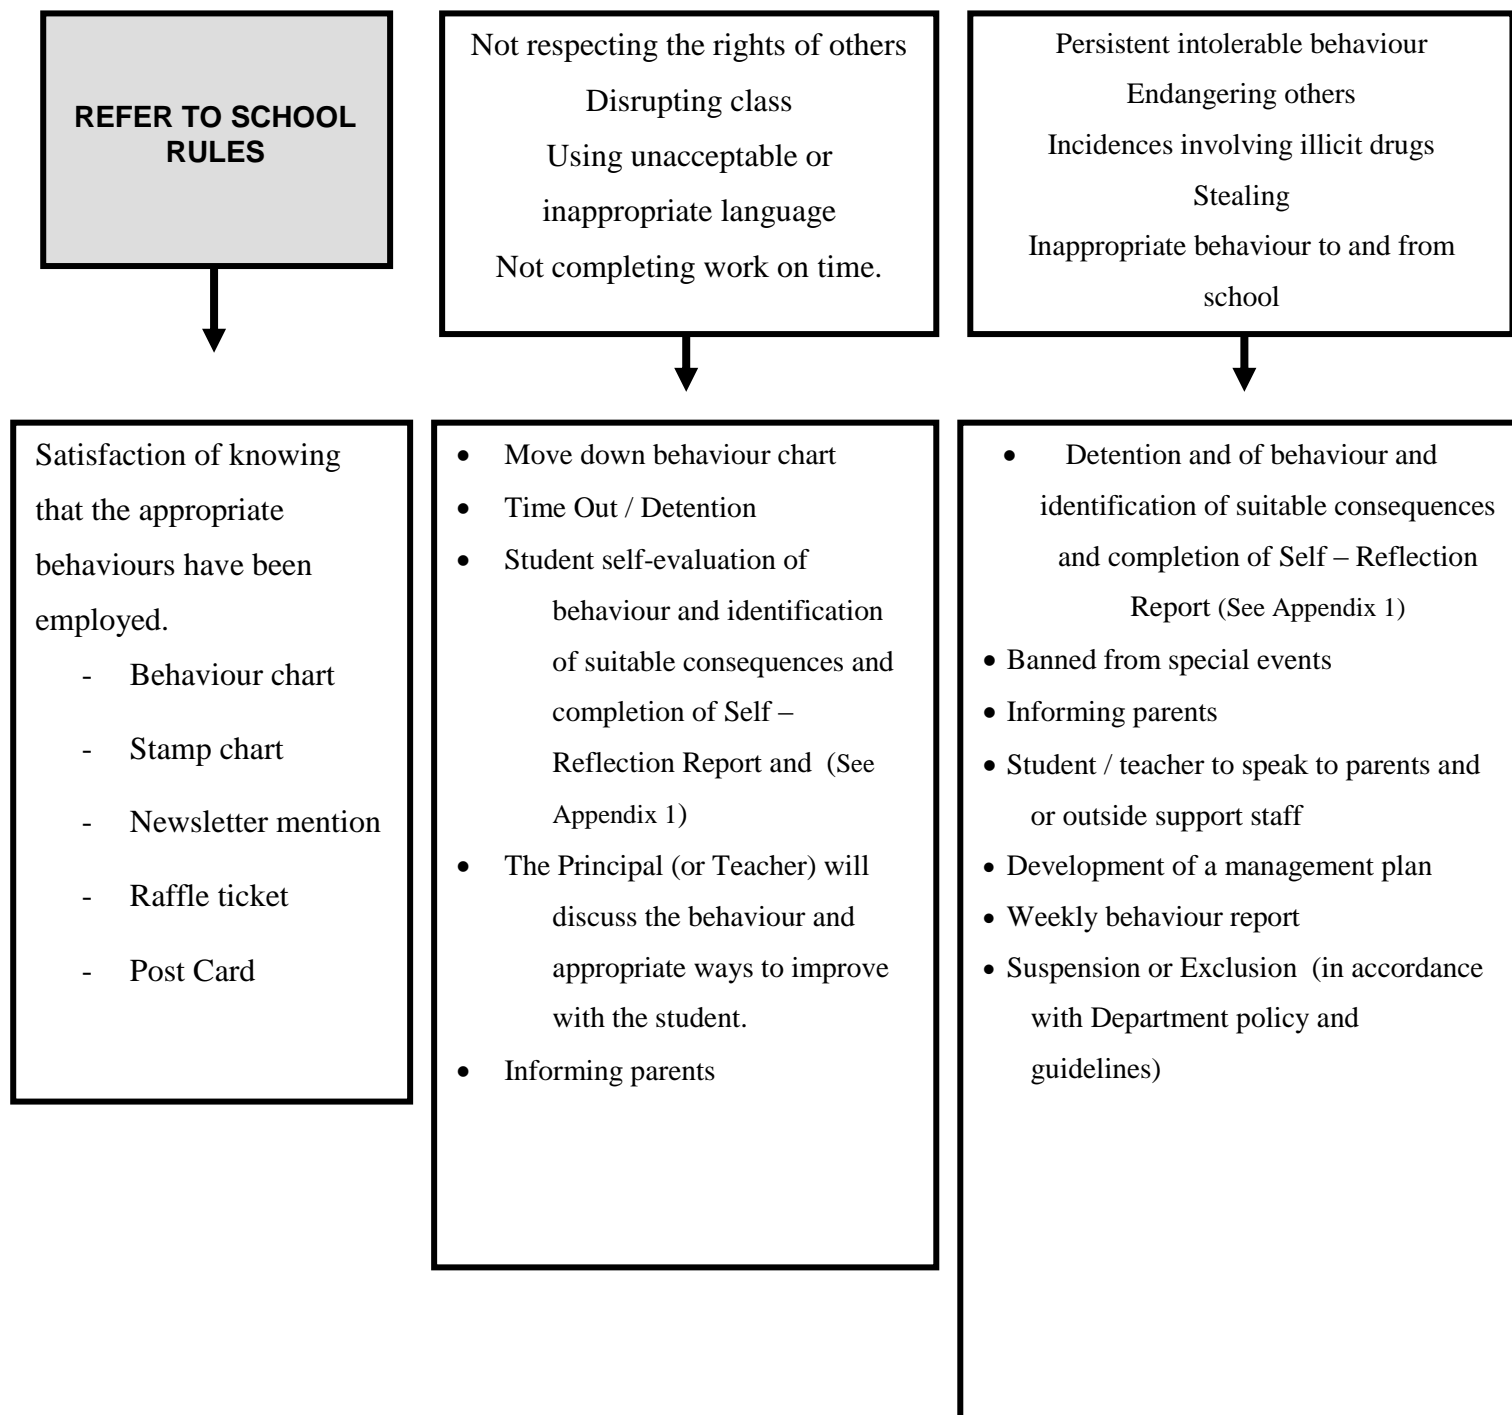 REFER TO SCHOOL
RULES
Not respecting the rights of others
Disrupting class
Using unacceptable or
inappropriate language
Not completing work on time.
Persistent intolerable behaviour
Endangering others
Incidences involving illicit drugs
Stealing
Inappropriate behaviour to and from
school
Satisfaction of knowing
that the appropriate
behaviours have been
employed.
- Behaviour chart
- Stamp chart
- Newsletter mention
- Raffle ticket
- Post Card
• Move down behaviour chart
• Time Out / Detention
• Student self-evaluation of
behaviour and identification
of suitable consequences and
completion of Self –
Reflection Report and (See
Appendix 1)
• The Principal (or Teacher) will
discuss the behaviour and
appropriate ways to improve
with the student.
• Informing parents
• Detention and of behaviour and
identification of suitable consequences
and completion of Self – Reflection
Report (See Appendix 1)
• Banned from special events
• Informing parents
• Student / teacher to speak to parents and
or outside support staff
• Development of a management plan
• Weekly behaviour report
• Suspension or Exclusion (in accordance
with Department policy and
guidelines)